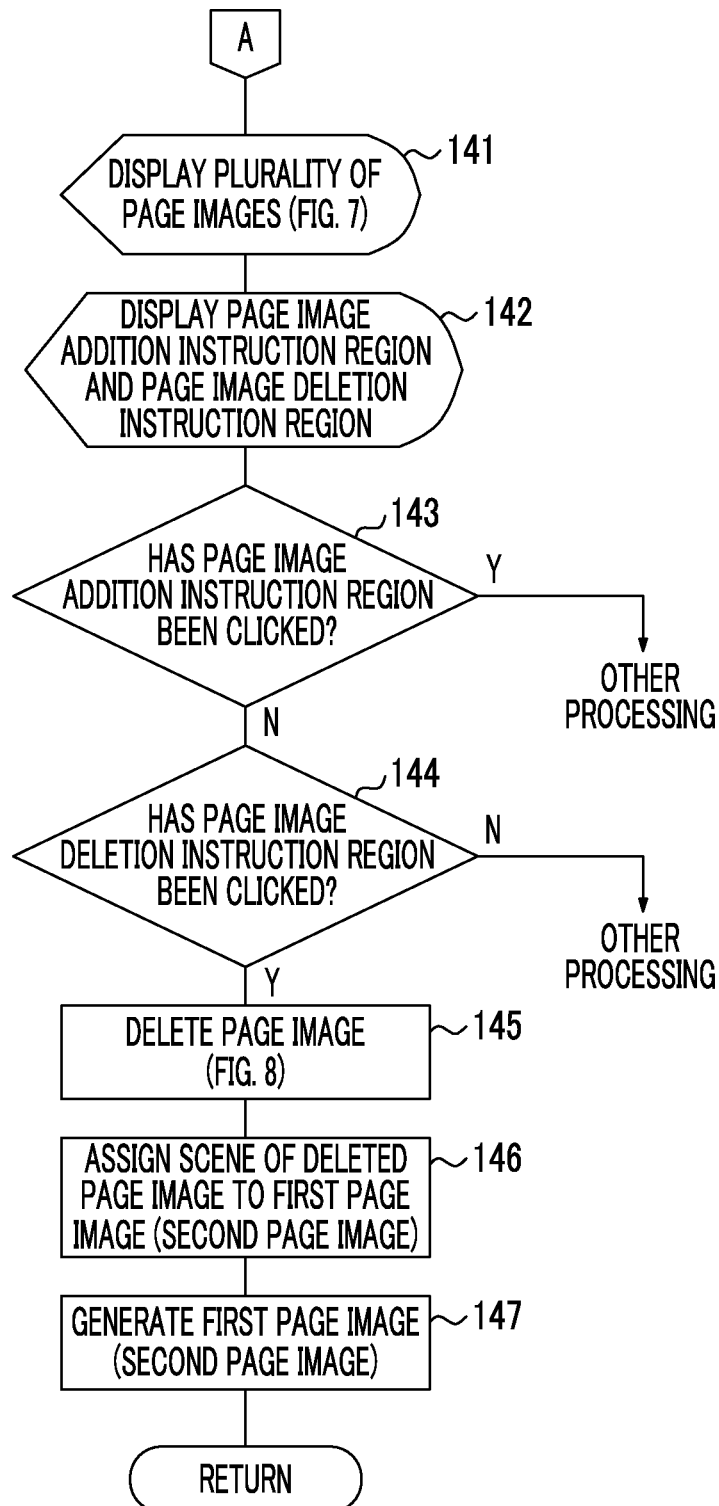 A
141
DISPLAY PLURALITY OF
PAGE IMAGES (FIG. 7)
142
DISPLAY PAGE IMAGE
ADDITION INSTRUCTION REGION
AND PAGE IMAGE DELETION
INSTRUCTION REGION
143
HAS PAGE IMAGE
ADDITION INSTRUCTION REGION
BEEN CLICKED?
Y
OTHER
PROCESSING
N
144
HAS PAGE IMAGE
DELETION INSTRUCTION REGION
BEEN CLICKED?
N
OTHER
PROCESSING
Y
145
DELETE PAGE IMAGE
(FIG. 8)
146
ASSIGN SCENE OF DELETED
PAGE IMAGE TO FIRST PAGE
IMAGE (SECOND PAGE IMAGE)
147
GENERATE FIRST PAGE IMAGE
(SECOND PAGE IMAGE)
RETURN